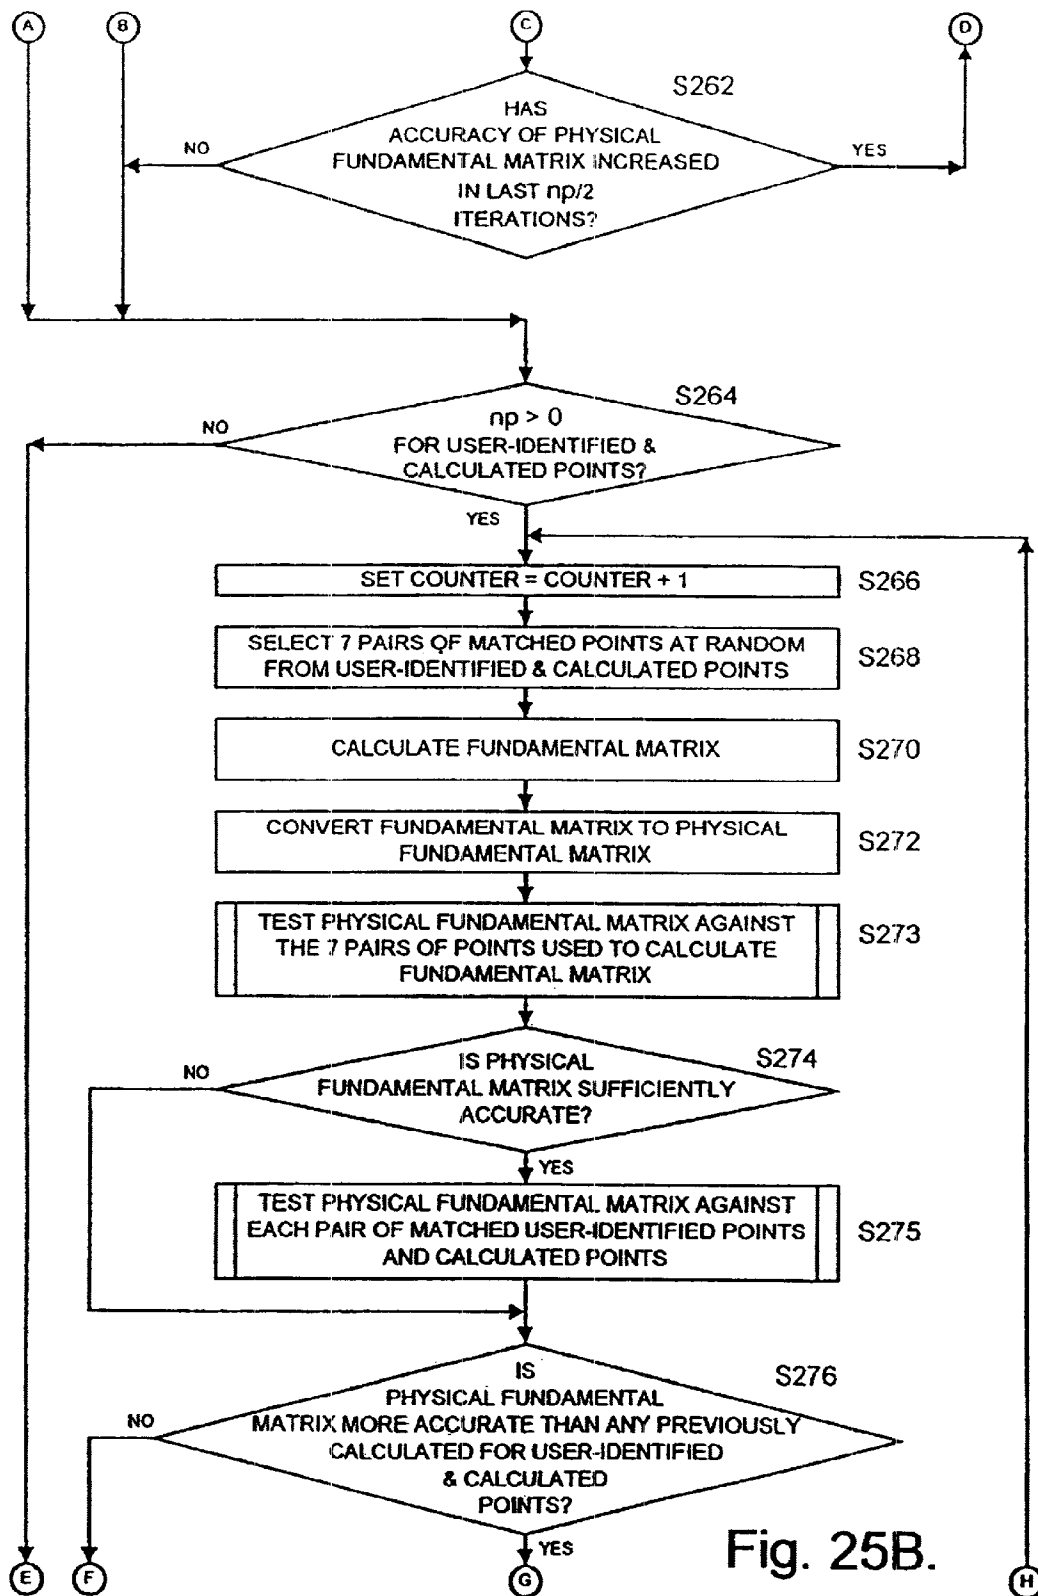 A
B
C
D
S262
HAS
ACCURACY OF PHYSICAL
FUNDAMENTAL MATRIX INCREASED
IN LAST np/2
ITERATIONS?
NO
YES
S264
np > 0
FOR USER-IDENTIFIED &
CALCULATED POINTS?
NO
YES
SET COUNTER = COUNTER + 1
S266
SELECT 7 PAIRS OF MATCHED POINTS AT RANDOM
FROM USER-IDENTIFIED & CALCULATED POINTS
S268
CALCULATE FUNDAMENTAL MATRIX
S270
CONVERT FUNDAMENTAL MATRIX TO PHYSICAL
FUNDAMENTAL MATRIX
S272
TEST PHYSICAL FUNDAMENTAL MATRIX AGAINST
THE 7 PAIRS OF POINTS USED TO CALCULATE
FUNDAMENTAL MATRIX
S273
S274
IS PHYSICAL
FUNDAMENTAL MATRIX SUFFICIENTLY
ACCURATE?
NO
YES
TEST PHYSICAL FUNDAMENTAL MATRIX AGAINST
EACH PAIR OF MATCHED USER-IDENTIFIED POINTS
AND CALCULATED POINTS
S275
S276
IS
PHYSICAL FUNDAMENTAL
MATRIX MORE ACCURATE THAN ANY PREVIOUSLY
CALCULATED FOR USER-IDENTIFIED
& CALCULATED
POINTS?
NO
YES
Fig. 25B.
E
F
G
H